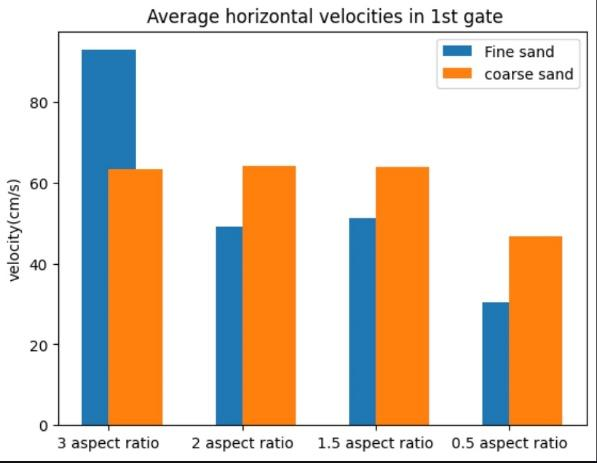 Average horizontal velocities in 1st gate
Fine sand
coarse sand
velocity(cm/s)
80
60
40
20
0
3 aspect ratio
2 aspect ratio
1.5 aspect ratio
0.5 aspect ratio